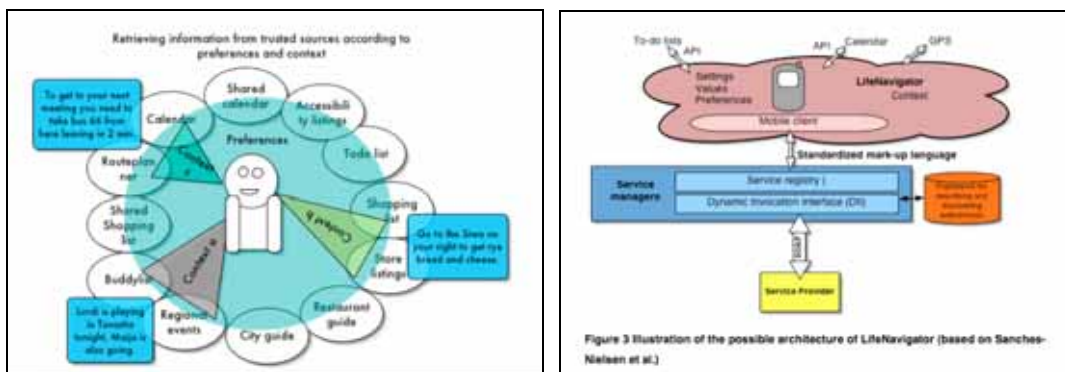 Retrieving information from trusted sources according to
preferences and context
To get to your next
meeting you need to
take bus 65 from
here leaving in 2 min.
Shared
calendar
Calendar
Accessibili
ty listings
Preferences
Todo list
Routeplan
ner
Context
Shopping
list
Shared
Shopping
list
Context
Go to the Siwa on
your right to get rye
bread and cheese.
Context
Store
listings
Buddylist
Regional
events
City guide
Restaurant
guide
is playing
in Tavastia
tonight, Maija is
also going.
To-do lists
API
API
Calendar
GPS
Settings
Values
Preferences
LifeNavigator
Context
Mobile client
Standardized mark-up language
Service
managers
Service registry
Dynamic Invocation Interface (DII)
SOAP
Service Provider
Figure 3 Illustration of the possible architecture of LifeNavigator (based on Sanches-
Nielsen et al.)